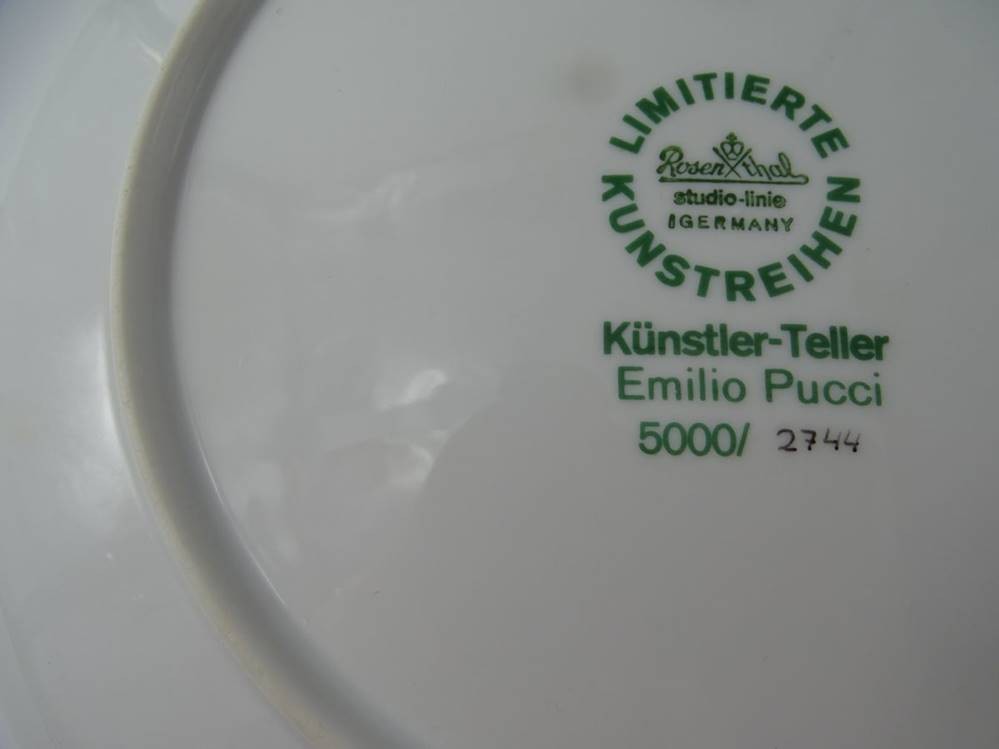 LIMITIERTE
Rosenthal
studio-linie
GERMANY
KUNSTREIHEN
Künstler-Teller
Emilio Pucci
5000/ 2744